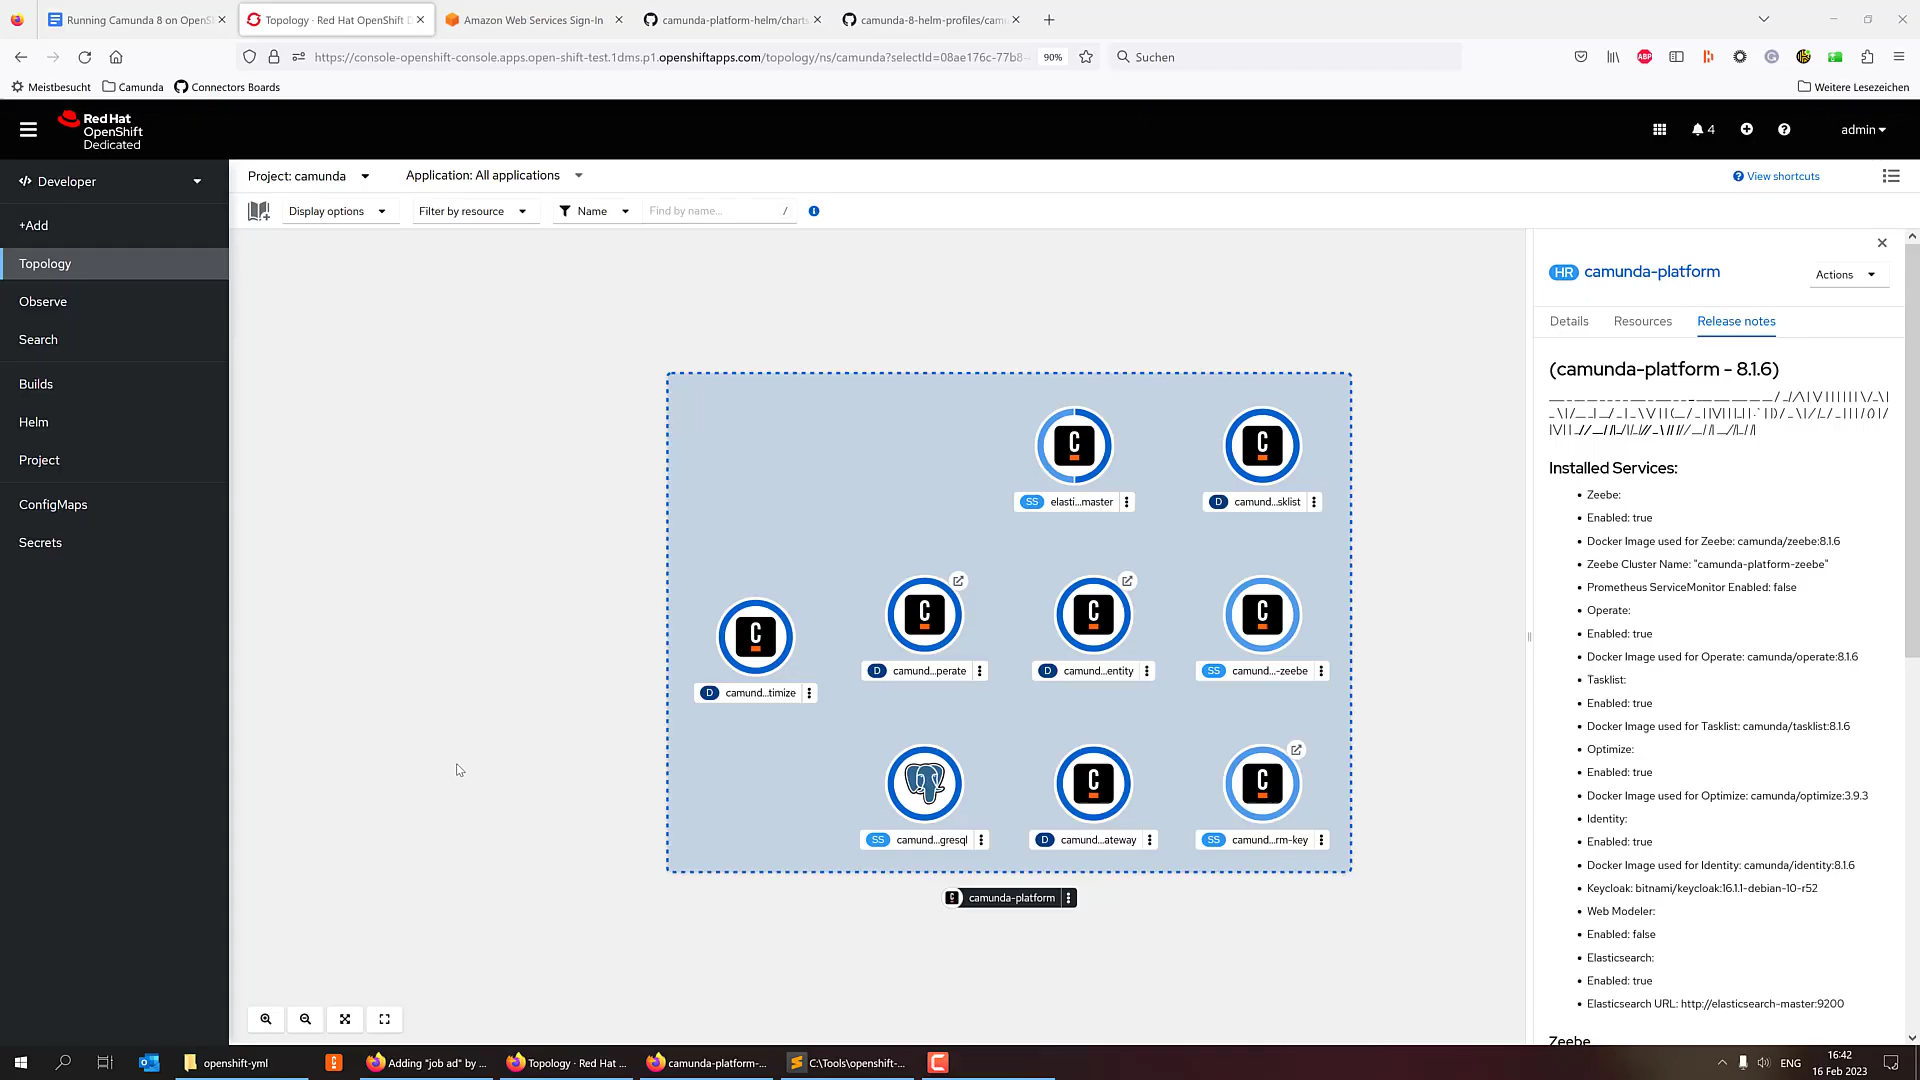 Running Camunda 8 on OpenS
Topology · Red Hat OpenShift D
Amazon Web Services Sign-In
camunda-platform-helm/charts
camunda-8-helm-profiles/camu
https://console-openshift-console.apps.open-shift-test.1dms.p1.openshiftapps.com/topology/ns/camunda?selectId=08ae176c-77b8-
90%
Suchen
Meistbesucht
Camunda
Connectors Boards
Weitere Lesezeichen
Red Hat
OpenShift
Dedicated
4
admin
Developer
Project: camunda
Application: All applications
View shortcuts
Display options
Filter by resource
Name
Find by name...
/
+Add
Topology
Observe
Search
Builds
Helm
Project
ConfigMaps
Secrets
SS elasti...master
D camund...sklist
D camund...timize
D camund...perate
D camund...entity
SS camund...-zeebe
SS camund...gresql
D camund...ateway
SS camund...rm-key
camunda-platform
HR camunda-platform
Actions
Details
Resources
Release notes
(camunda-platform - 8.1.6)
Installed Services:
Zeebe:
Enabled: true
Docker Image used for Zeebe: camunda/zeebe:8.1.6
Zeebe Cluster Name: "camunda-platform-zeebe"
Prometheus ServiceMonitor Enabled: false
Operate:
Enabled: true
Docker Image used for Operate: camunda/operate:8.1.6
Tasklist:
Enabled: true
Docker Image used for Tasklist: camunda/tasklist:8.1.6
Optimize:
Enabled: true
Docker Image used for Optimize: camunda/optimize:3.9.3
Identity:
Enabled: true
Docker Image used for Identity: camunda/identity:8.1.6
Keycloak: bitnami/keycloak:16.1.1-debian-10-r52
Web Modeler:
Enabled: false
Elasticsearch:
Enabled: true
Elasticsearch URL: http://elasticsearch-master:9200
Zeebe
openshift-yml
Adding "job ad" by ...
Topology · Red Hat ...
camunda-platform-...
C:\Tools\openshift-...
ENG
16:42
16 Feb 2023